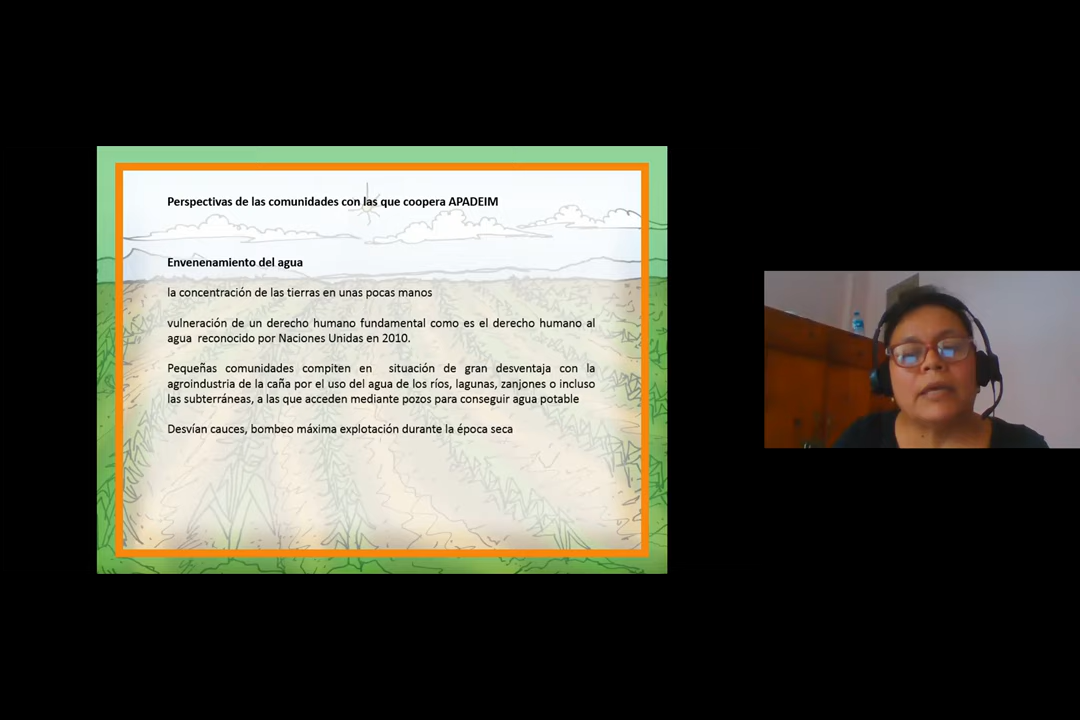 Perspectivas de las comunidades con las que coopera APADEIM
Envenenamiento del agua
la concentración de las tierras en unas pocas manos
vulneración de un derecho humano fundamental como es el derecho humano al
agua reconocido por Naciones Unidas en 2010.
Pequeñas comunidades compiten en situación de gran desventaja con la
agroindustria de la caña por el uso del agua de los ríos, lagunas, zanjones o incluso
las subterráneas, a las que acceden mediante pozos para conseguir agua potable
Desvían cauces, bombeo máxima explotación durante la época seca